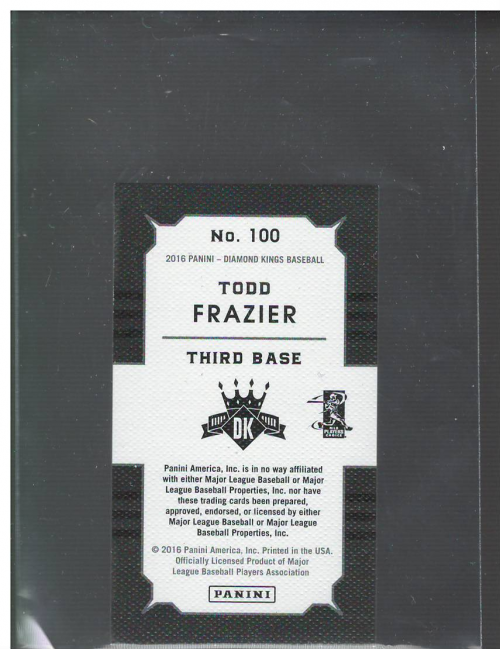 No. 100
2016 PANINI – DIAMOND KINGS BASEBALL
TODD
FRAZIER
THIRD BASE
DK
MLB
PLAYERS
CHOICE
Panini America, Inc. is in no way affiliated
with either Major League Baseball or Major
League Baseball Properties, Inc. nor have
these trading cards been prepared,
approved, endorsed, or licensed by either
Major League Baseball or Major League
Baseball Properties, Inc.
© 2016 Panini America, Inc. Printed in the USA.
Officially Licensed Product of Major
League Baseball Players Association
PANINI